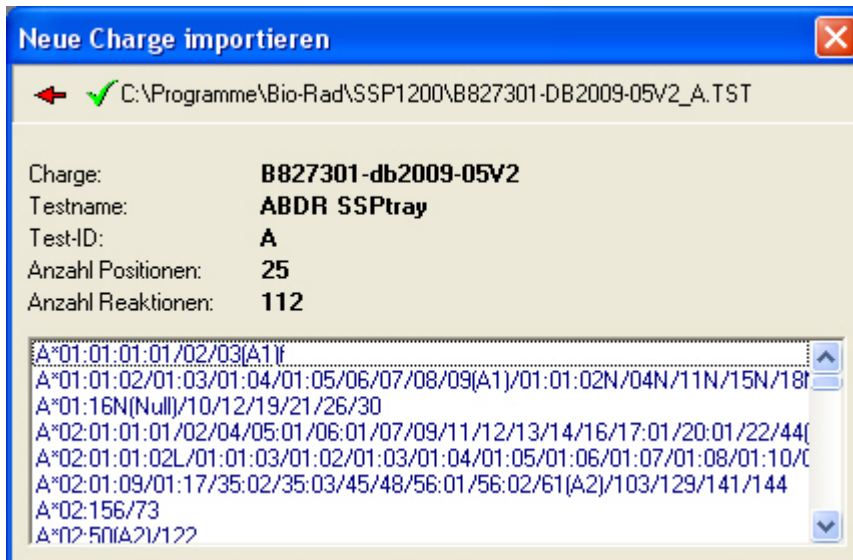 Neue Charge importieren
C:\Programme\Bio-Rad\SSP1200\B827301-DB2009-05V2_A.TST
Charge: B827301-db2009-05V2
Testname: ABDR SSPtray
Test-ID: A
Anzahl Positionen: 25
Anzahl Reaktionen: 112
A*01:01:01:01/02/03(A1)f
A*01:01:02/01:03/01:04/01:05/06/07/08/09(A1)/01:01:02N/04N/11N/15N/18N
A*01:16N(Null)/10/12/19/21/26/30
A*02:01:01:01/02/04/05:01/06:01/07/09/11/12/13/14/16/17:01/20:01/22/44(
A*02:01:01:02L/01:01:03/01:02/01:03/01:04/01:05/01:06/01:07/01:08/01:10/
A*02:01:09/01:17/35:02/35:03/45/48/56:01/56:02/61(A2)/103/129/141/144
A*02:156/73
A*02:50(A2)/122